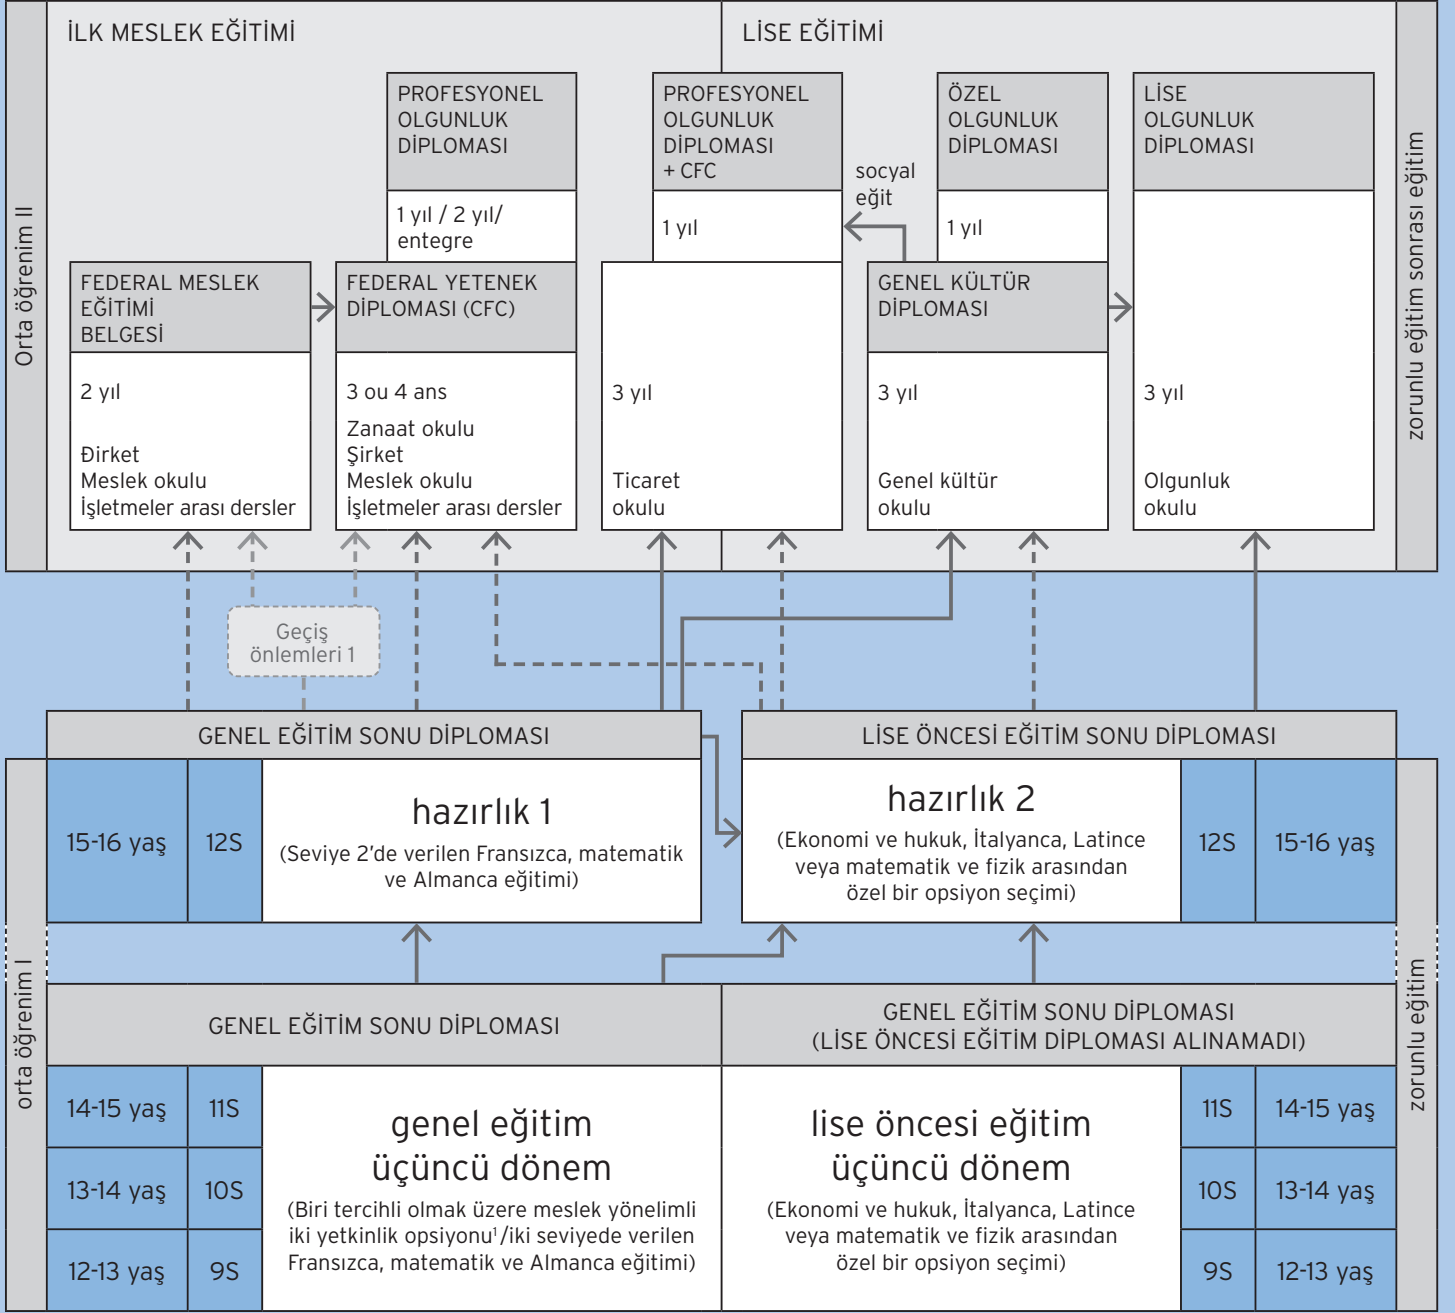 İLK MESLEK EĞİTİMİ
LİSE EĞİTİMİ
Orta öğrenim II
zorunlu eğitim sonrası eğitim
PROFESYONEL
OLGUNLUK
DİPLOMASI
1 yıl / 2 yıl/
entegre
PROFESYONEL
OLGUNLUK
DİPLOMASI
+ CFC
1 yıl
socyal
eğit
ÖZEL
OLGUNLUK
DİPLOMASI
1 yıl
LİSE
OLGUNLUK
DİPLOMASI
FEDERAL MESLEK
EĞİTİMİ
BELGESİ
2 yıl
Đirket
Meslek okulu
İşletmeler arası dersler
FEDERAL YETENEK
DİPLOMASI (CFC)
3 ou 4 ans
Zanaat okulu
Şirket
Meslek okulu
İşletmeler arası dersler
3 yıl
Ticaret
okulu
GENEL KÜLTÜR
DİPLOMASI
3 yıl
Genel kültür
okulu
3 yıl
Olgunluk
okulu
Geçiş
önlemleri 1
GENEL EĞİTİM SONU DİPLOMASI
LİSE ÖNCESİ EĞİTİM SONU DİPLOMASI
orta öğrenim I
zorunlu eğitim
15-16 yaş
12S
hazırlık 1
(Seviye 2'de verilen Fransızca, matematik
ve Almanca eğitimi)
hazırlık 2
(Ekonomi ve hukuk, İtalyanca, Latince
veya matematik ve fizik arasından
özel bir opsiyon seçimi)
12S
15-16 yaş
GENEL EĞİTİM SONU DİPLOMASI
GENEL EĞİTİM SONU DİPLOMASI
(LİSE ÖNCESİ EĞİTİM DİPLOMASI ALINAMADI)
14-15 yaş
11S
13-14 yaş
10S
12-13 yaş
9S
genel eğitim
üçüncü dönem
(Biri tercihli olmak üzere meslek yönelimli
iki yetkinlik opsiyonu¹/iki seviyede verilen
Fransızca, matematik ve Almanca eğitimi)
lise öncesi eğitim
üçüncü dönem
(Ekonomi ve hukuk, İtalyanca, Latince
veya matematik ve fizik arasından
özel bir opsiyon seçimi)
11S
14-15 yaş
10S
13-14 yaş
9S
12-13 yaş